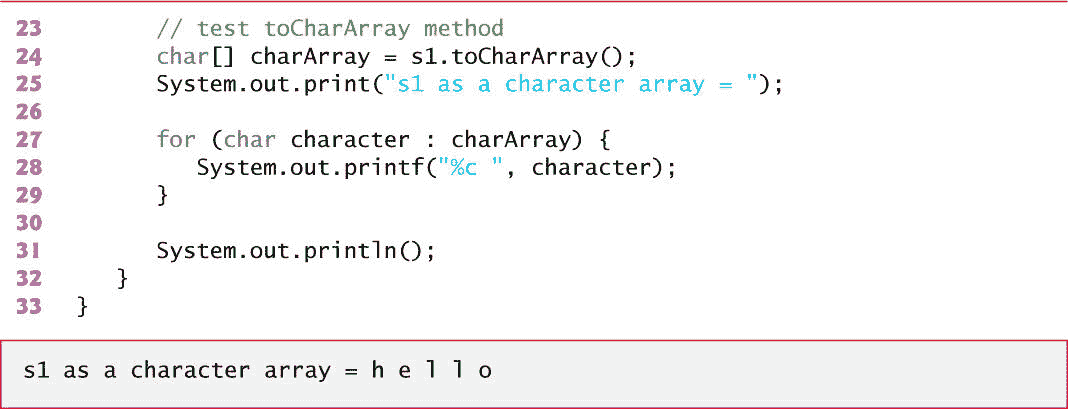 23 // test toCharArray method
24 char[] charArray = s1.toCharArray();
25 System.out.print("s1 as a character array = ");
26
27 for (char character : charArray) {
28 System.out.printf("%c ", character);
29 }
30
31 System.out.println();
32 }
33 }
s1 as a character array = h e l l o